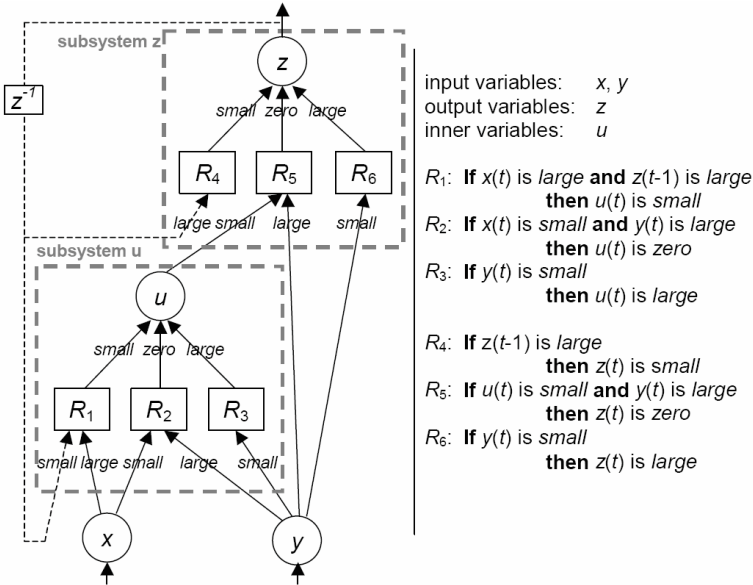 subsystem z
z-1
z
small zero large
R4 R5 R6
large small large small
subsystem u
u
small zero large
R1 R2 R3
small large small large small
x
y
input variables: x, y
output variables: z
inner variables: u
R1: If x(t) is large and z(t-1) is large
then u(t) is small
R2: If x(t) is small and y(t) is large
then u(t) is zero
R3: If y(t) is small
then u(t) is large
R4: If z(t-1) is large
then z(t) is small
R5: If u(t) is small and y(t) is large
then z(t) is zero
R6: If y(t) is small
then z(t) is large